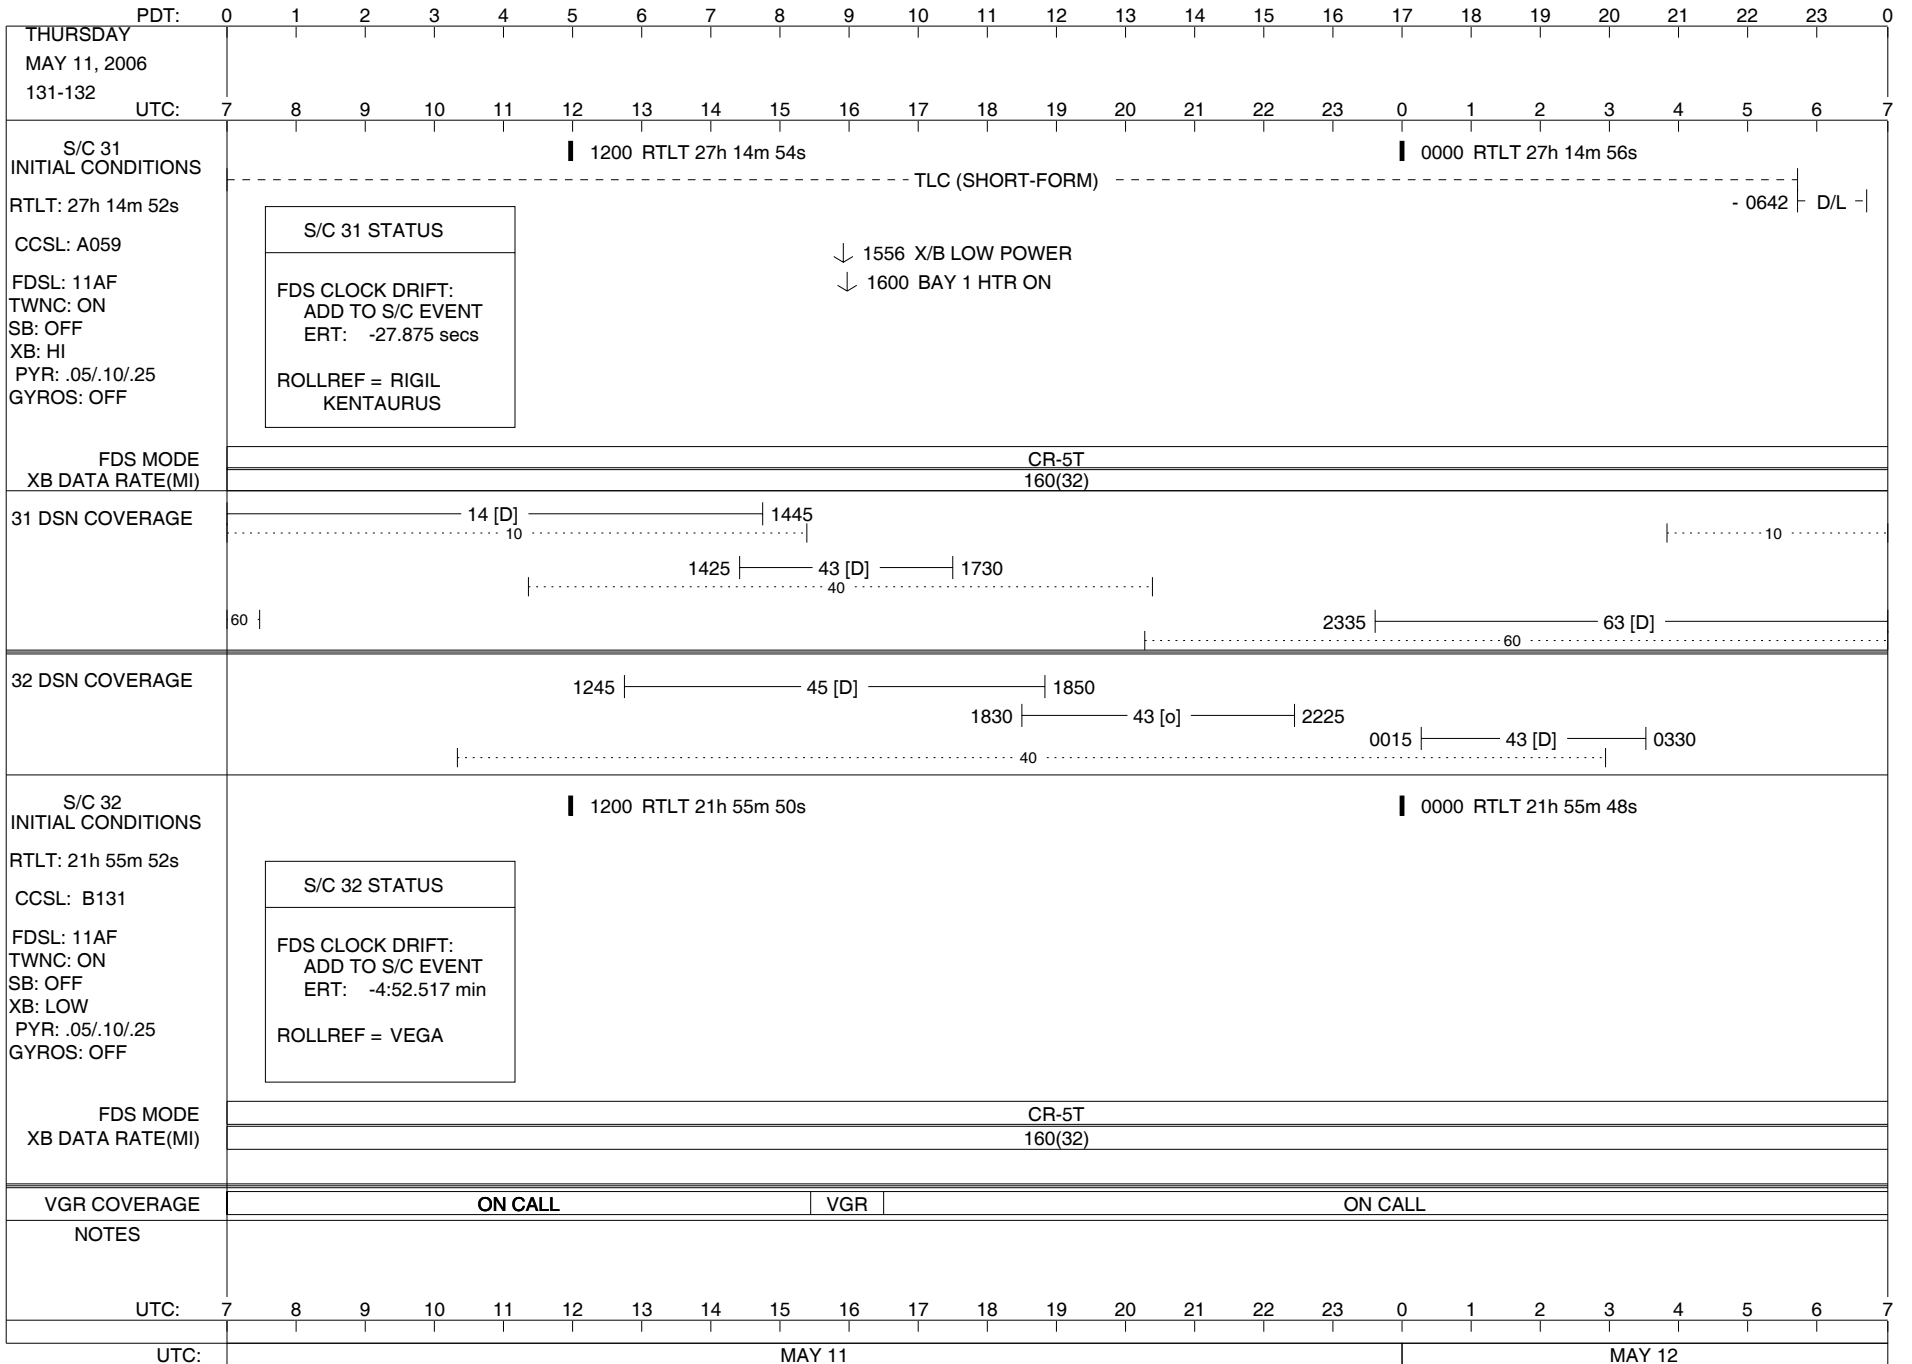 PDT: 0 1 2 3 4 5 6 7 8 9 10 11 12 13 14 15 16 17 18 19 20 21 22 23 0
THURSDAY
MAY 11, 2006
131-132
UTC: 7 8 9 10 11 12 13 14 15 16 17 18 19 20 21 22 23 0 1 2 3 4 5 6 7
S/C 31
INITIAL CONDITIONS
RTLT: 27h 14m 52s
CCSL: A059
FDSL: 11AF
TWNC: ON
SB: OFF
XB: HI
PYR: .05/.10/.25
GYROS: OFF
1200 RTLT 27h 14m 54s
0000 RTLT 27h 14m 56s
TLC (SHORT-FORM)
- 0642 D/L
S/C 31 STATUS
FDS CLOCK DRIFT:
ADD TO S/C EVENT
ERT: -27.875 secs
ROLLREF = RIGIL
KENTAURUS
1556 X/B LOW POWER
1600 BAY 1 HTR ON
FDS MODE CR-5T
XB DATA RATE(MI) 160(32)
31 DSN COVERAGE
14 [D] 1445
10 10
1425 43 [D] 1730
40
60
2335 63 [D]
60
32 DSN COVERAGE
1245 45 [D] 1850
1830 43 [o] 2225
0015 43 [D] 0330
40
S/C 32
INITIAL CONDITIONS
RTLT: 21h 55m 52s
CCSL: B131
FDSL: 11AF
TWNC: ON
SB: OFF
XB: LOW
PYR: .05/.10/.25
GYROS: OFF
1200 RTLT 21h 55m 50s
0000 RTLT 21h 55m 48s
S/C 32 STATUS
FDS CLOCK DRIFT:
ADD TO S/C EVENT
ERT: -4:52.517 min
ROLLREF = VEGA
FDS MODE CR-5T
XB DATA RATE(MI) 160(32)
VGR COVERAGE ON CALL VGR ON CALL
NOTES
UTC: 7 8 9 10 11 12 13 14 15 16 17 18 19 20 21 22 23 0 1 2 3 4 5 6 7
UTC: MAY 11 MAY 12